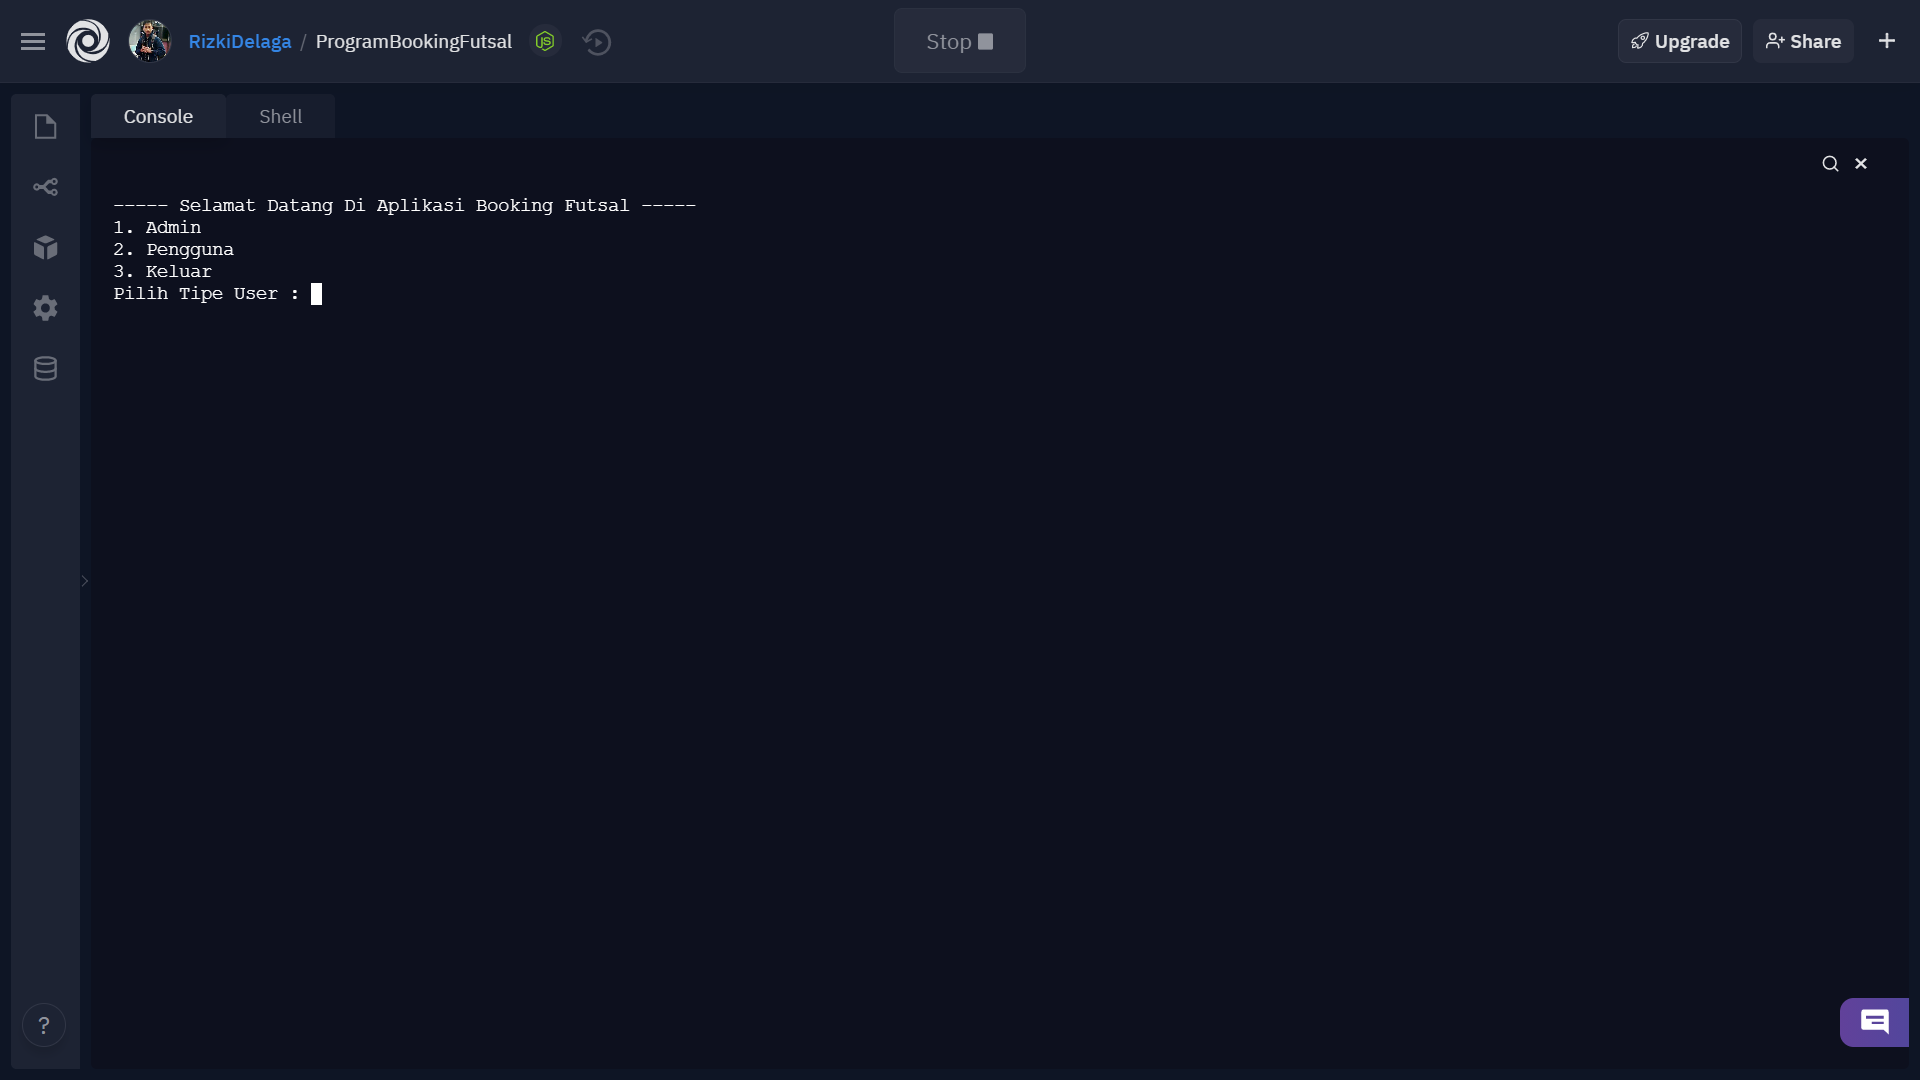 RizkiDelaga / ProgramBookingFutsal
Stop
Upgrade
Share
Console
Shell
----- Selamat Datang Di Aplikasi Booking Futsal -----
1. Admin
2. Pengguna
3. Keluar
Pilih Tipe User :
?